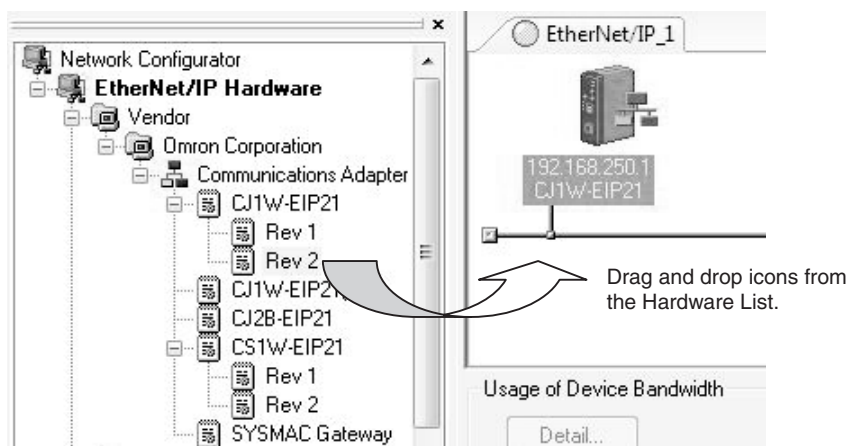 Network Configurator
EtherNet/IP Hardware
Vendor
Omron Corporation
Communications Adapter
CJ1W-EIP21
Rev 1
Rev 2
CJ1W-EIP21
CJ2B-EIP21
CS1W-EIP21
Rev 1
Rev 2
SYSMAC Gateway
x
EtherNet/IP_1
192.168.250.1
CJ1W-EIP21
Drag and drop icons from
the Hardware List.
Usage of Device Bandwidth
Detail...